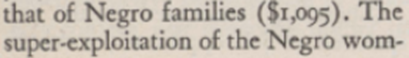 that of Negro families ($1,095). The
super-exploitation of the Negro wom-